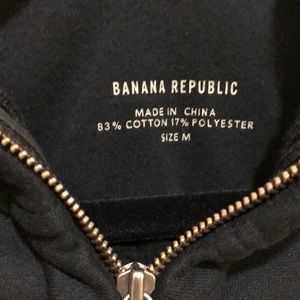 BANANA REPUBLIC
MADE IN CHINA
83% COTTON 17% POLYESTER
SIZE M